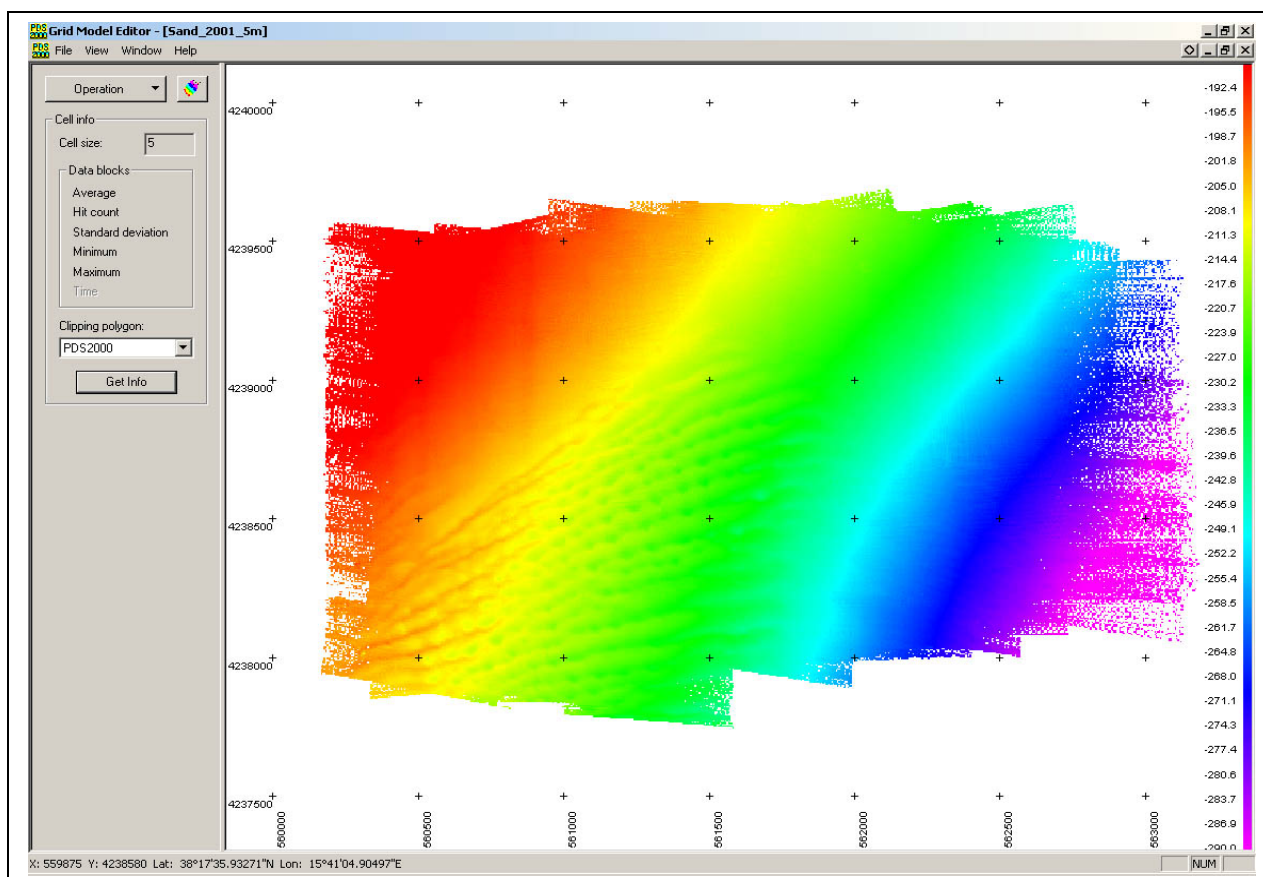 PDS 2000 Grid Model Editor - [Sand_2001_5m]
PDS 2000 File View Window Help
Operation
Cell info
Cell size: 5
Data blocks
Average
Hit count
Standard deviation
Minimum
Maximum
Time
Clipping polygon:
PDS2000
Get Info
4240000
4239500
4239000
4238500
4238000
4237500
560000
560500
561000
561500
562000
562500
563000
-192.4
-195.5
-198.7
-201.8
-205.0
-208.1
-211.3
-214.4
-217.6
-220.7
-223.9
-227.0
-230.2
-233.3
-236.5
-239.6
-242.8
-245.9
-249.1
-252.2
-255.4
-258.5
-261.7
-264.8
-268.0
-271.1
-274.3
-277.4
-280.6
-283.7
-286.9
-290.0
X: 559875 Y: 4238580 Lat: 38°17'35.93271"N Lon: 15°41'04.90497"E
NUM